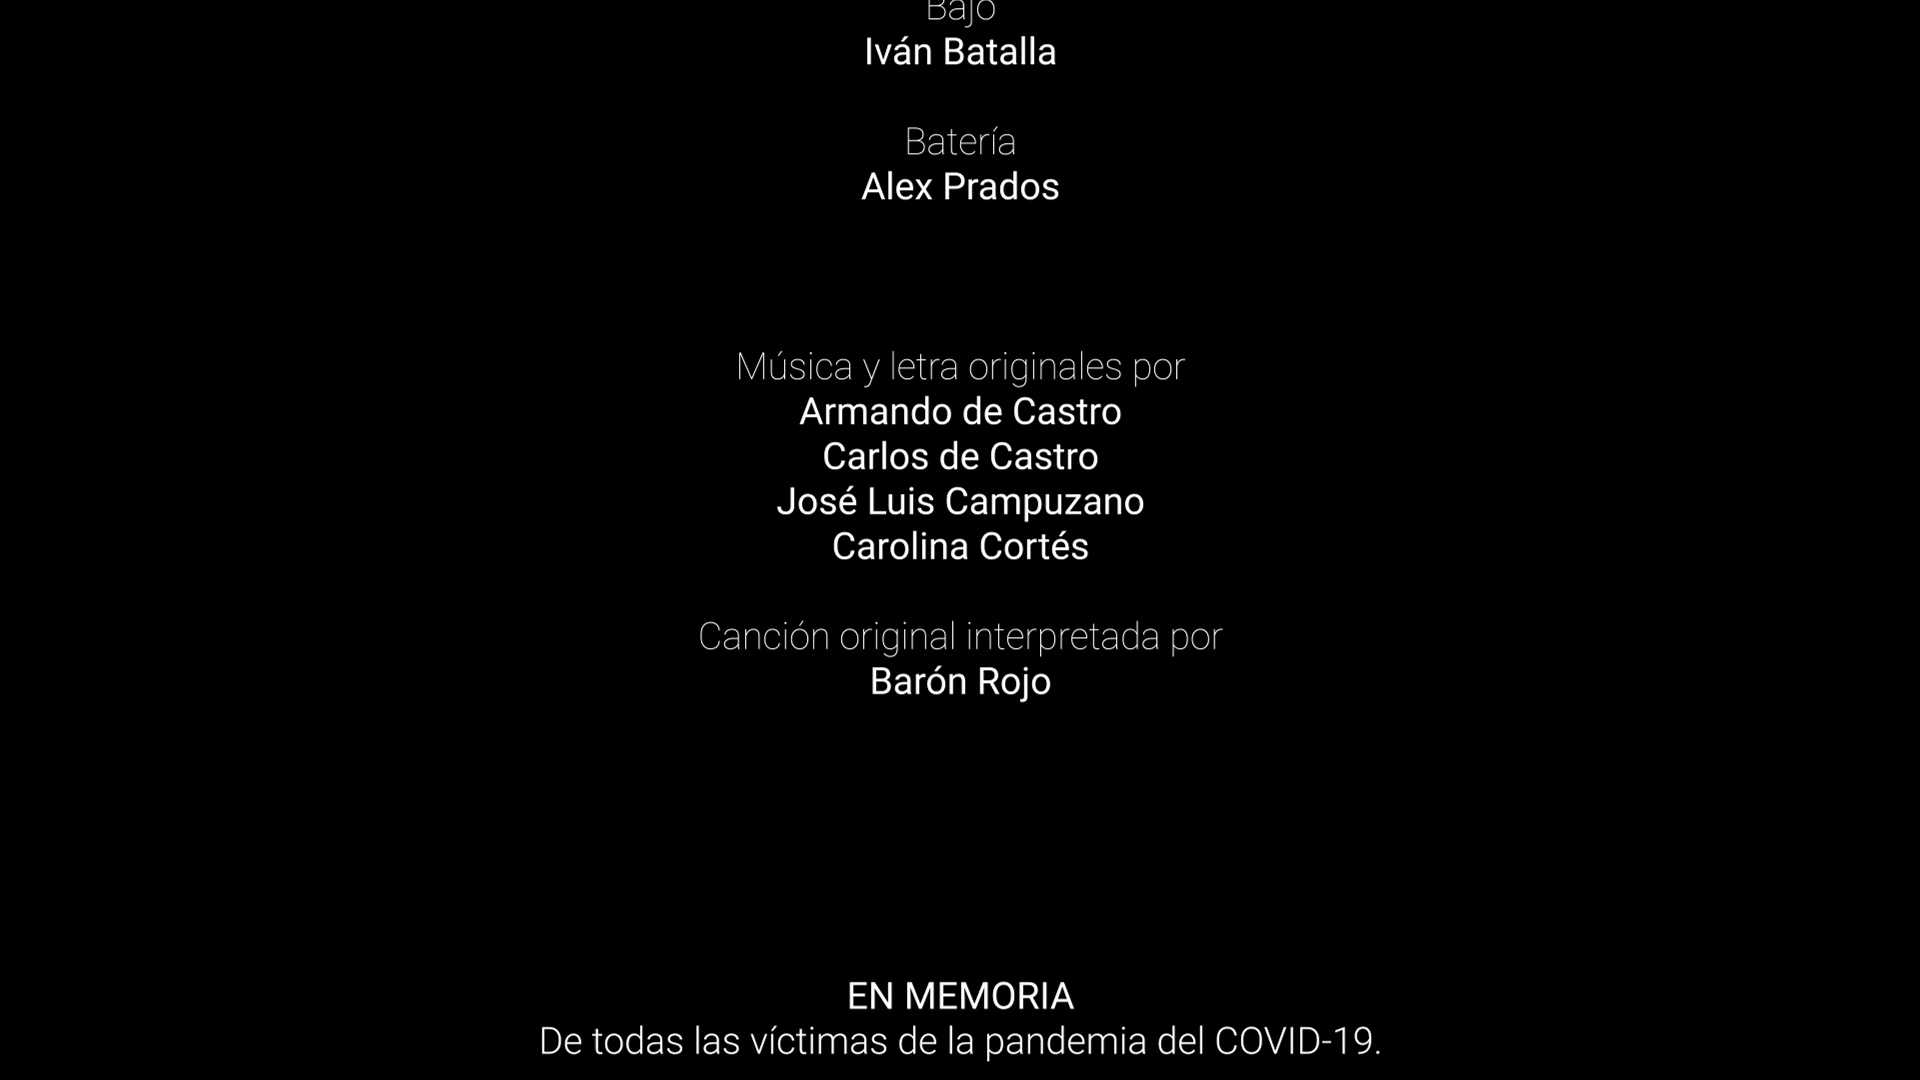 Bajo
Iván Batalla
Batería
Alex Prados
Música y letra originales por
Armando de Castro
Carlos de Castro
José Luis Campuzano
Carolina Cortés
Canción original interpretada por
Barón Rojo
EN MEMORIA
De todas las víctimas de la pandemia del COVID-19.